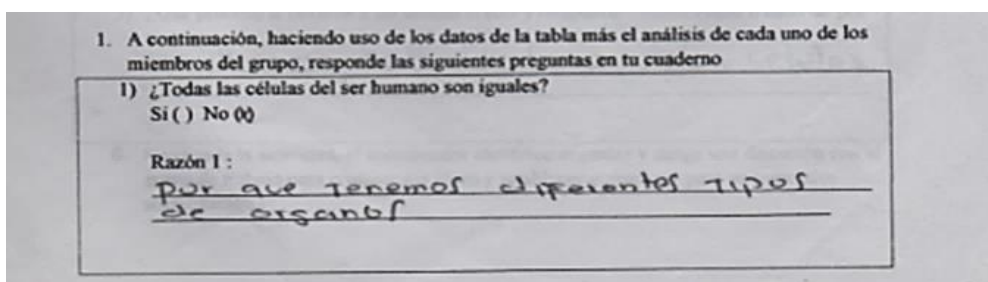 1. A continuación, haciendo uso de los datos de la tabla más el análisis de cada uno de los
miembros del grupo, responde las siguientes preguntas en tu cuaderno
1) ¿Todas las células del ser humano son iguales?
Si ( ) No (x)
Razón 1 :
por que Tenemos diferentes Tipos
de organos